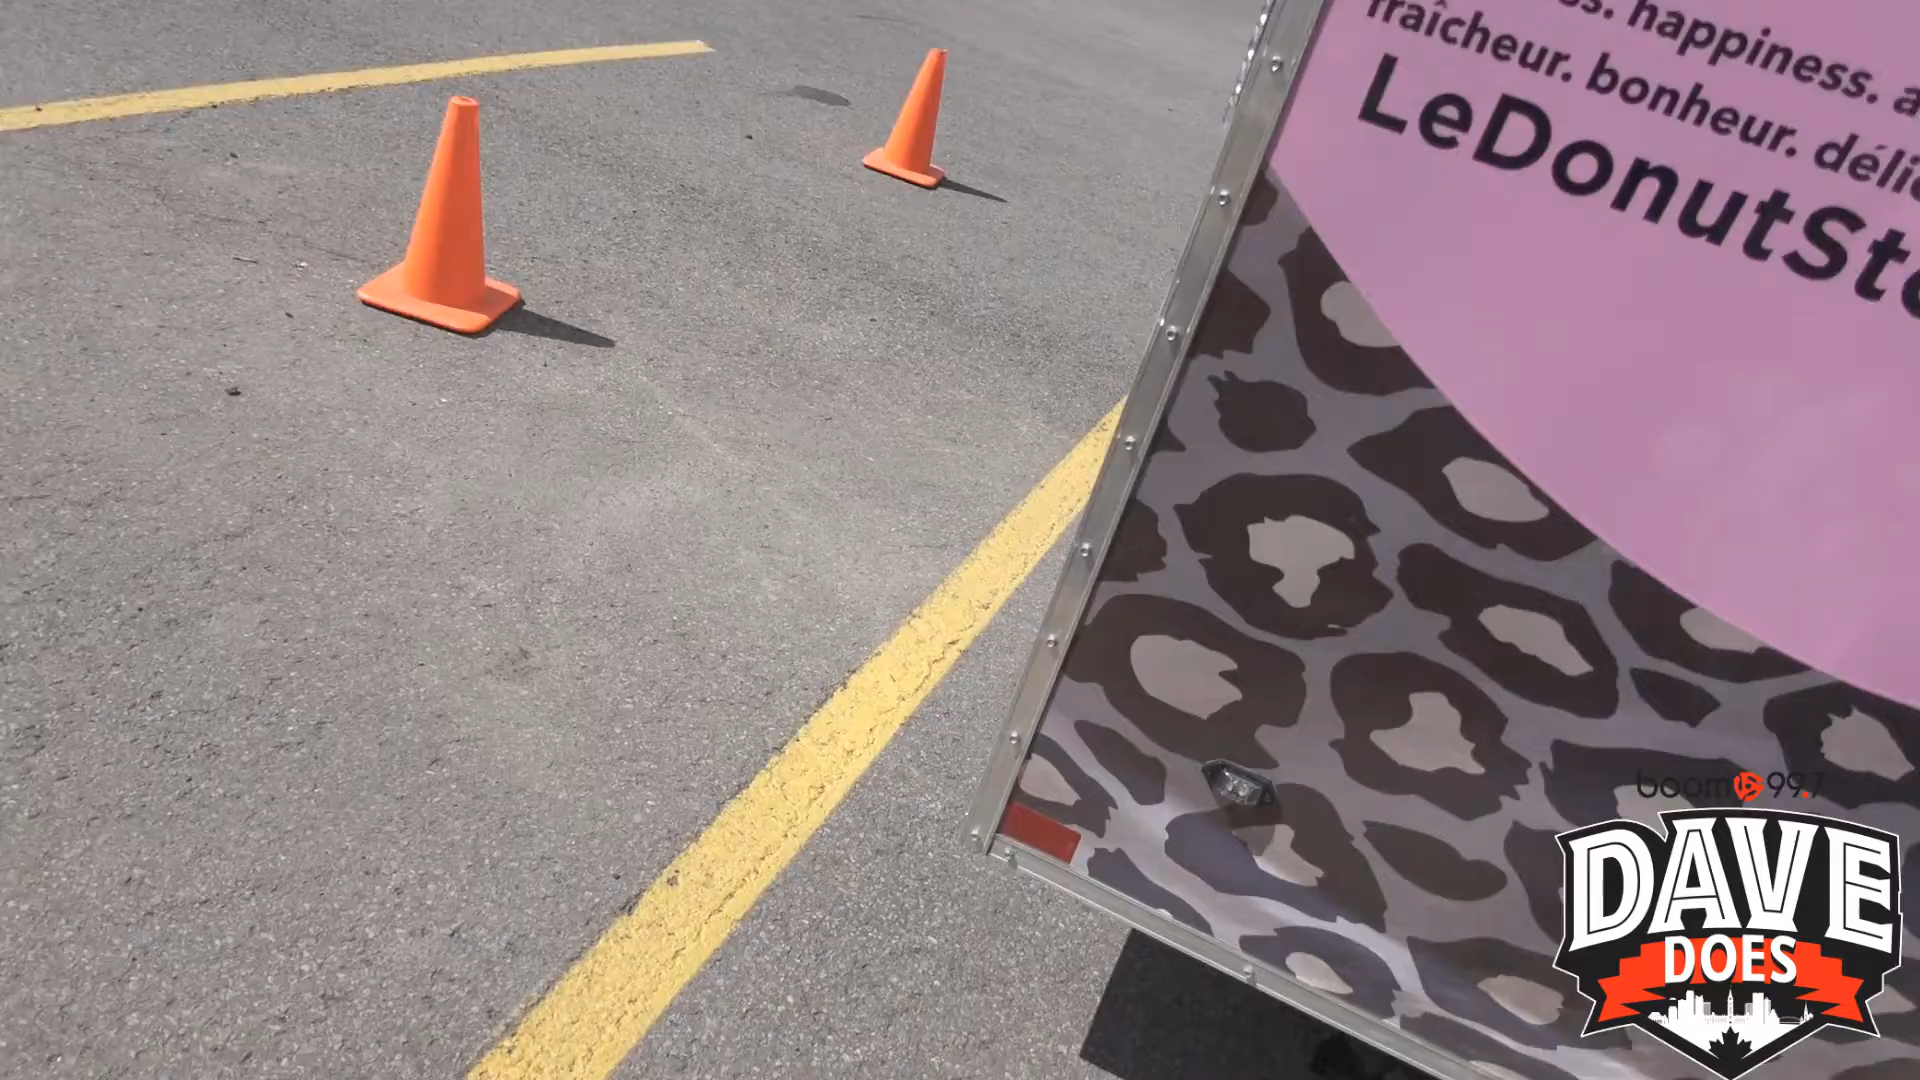 happiness.
fraîcheur. bonheur.
LeDonutSt
boom 99.7
DAVE
DOES